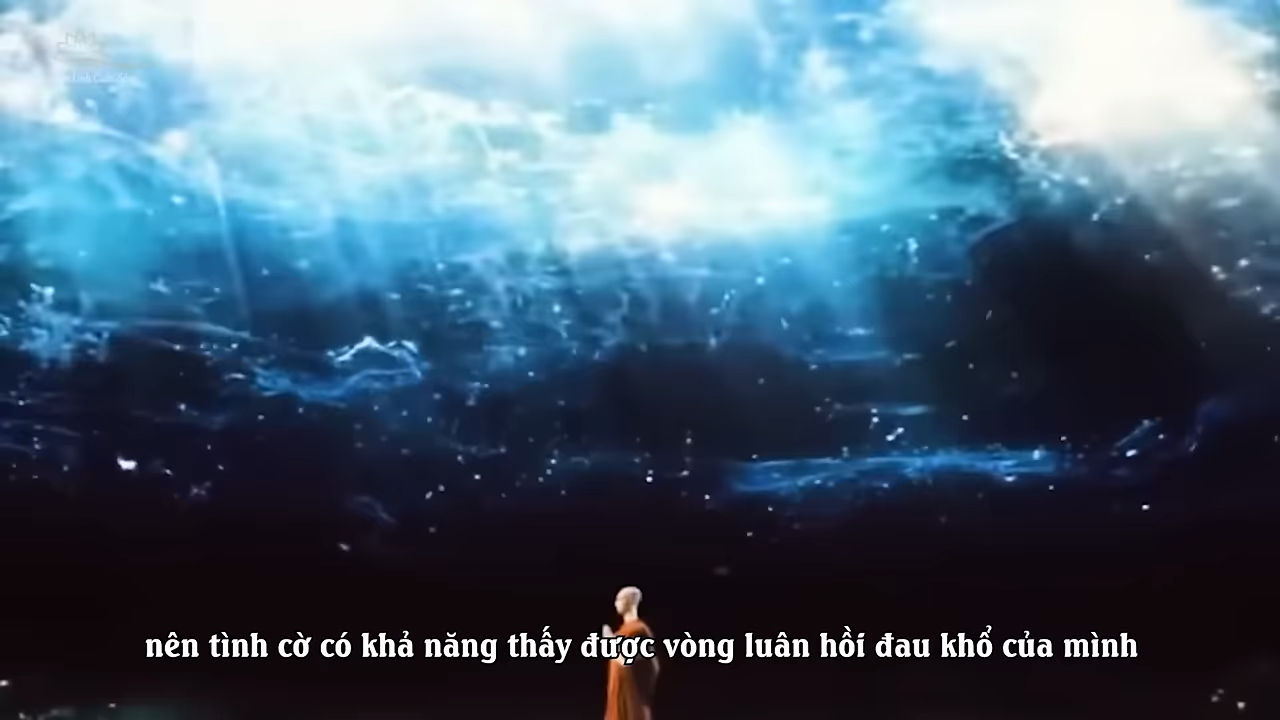 nên tình cờ có khả năng thấy được vòng luân hồi đau khổ của mình